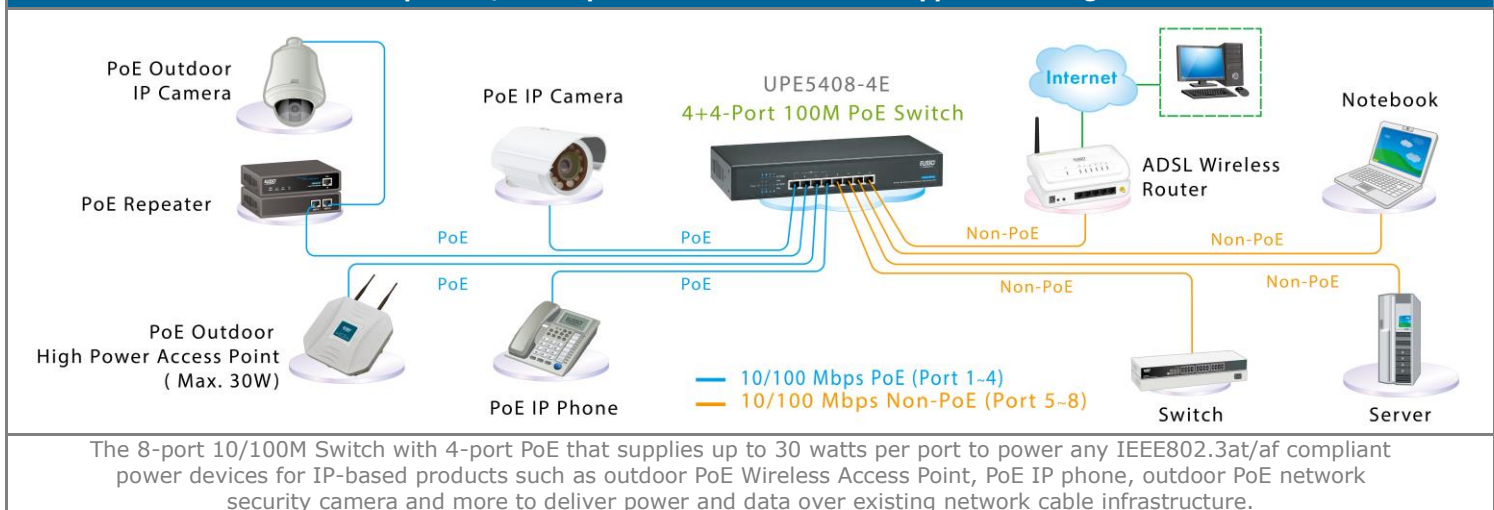 PoE Outdoor
IP Camera
PoE IP Camera
UPE5408-4E
4+4-Port 100M PoE Switch
Internet
Notebook
PoE Repeater
ADSL Wireless
Router
PoE
PoE
Non-PoE
Non-PoE
PoE
PoE
Non-PoE
Non-PoE
PoE Outdoor
High Power Access Point
( Max. 30W)
PoE IP Phone
10/100 Mbps PoE (Port 1~4)
10/100 Mbps Non-PoE (Port 5~8)
Switch
Server
The 8-port 10/100M Switch with 4-port PoE that supplies up to 30 watts per port to power any IEEE802.3at/af compliant
power devices for IP-based products such as outdoor PoE Wireless Access Point, PoE IP phone, outdoor PoE network
security camera and more to deliver power and data over existing network cable infrastructure.